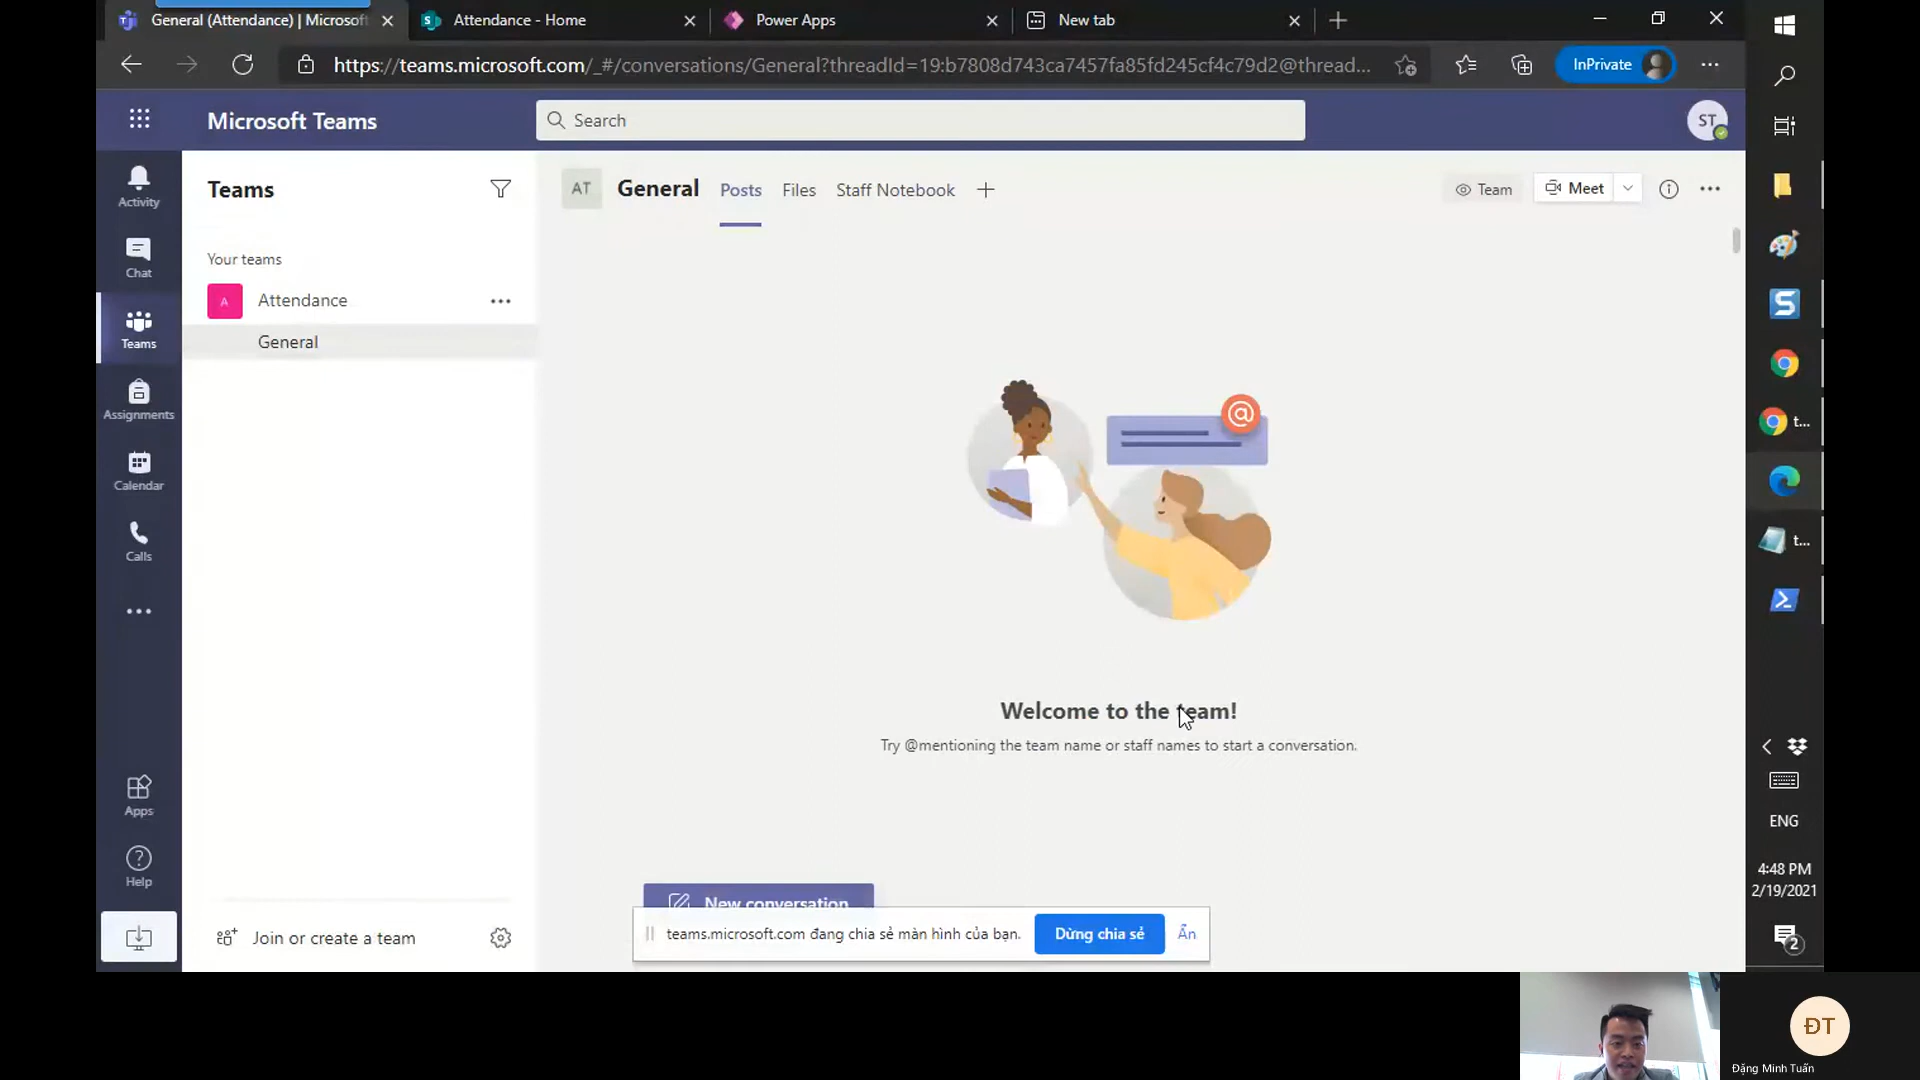 General (Attendance) | Microsoft
Attendance - Home
Power Apps
New tab
https://teams.microsoft.com/_#/conversations/General?threadId=19:b7808d743ca7457fa85fd245cf4c79d2@thread...
InPrivate
Microsoft Teams
Search
ST
Activity
Chat
Teams
Assignments
Calendar
Calls
Apps
Help
Teams
Your teams
A
Attendance
General
Join or create a team
AT
General
Posts
Files
Staff Notebook
Team
Meet
@
Welcome to the team!
Try @mentioning the team name or staff names to start a conversation.
New conversation
teams.microsoft.com đang chia sẻ màn hình của bạn.
Dừng chia sẻ
Ẩn
t...
t...
ENG
4:48 PM
2/19/2021
2
ĐT
Đặng Minh Tuấn